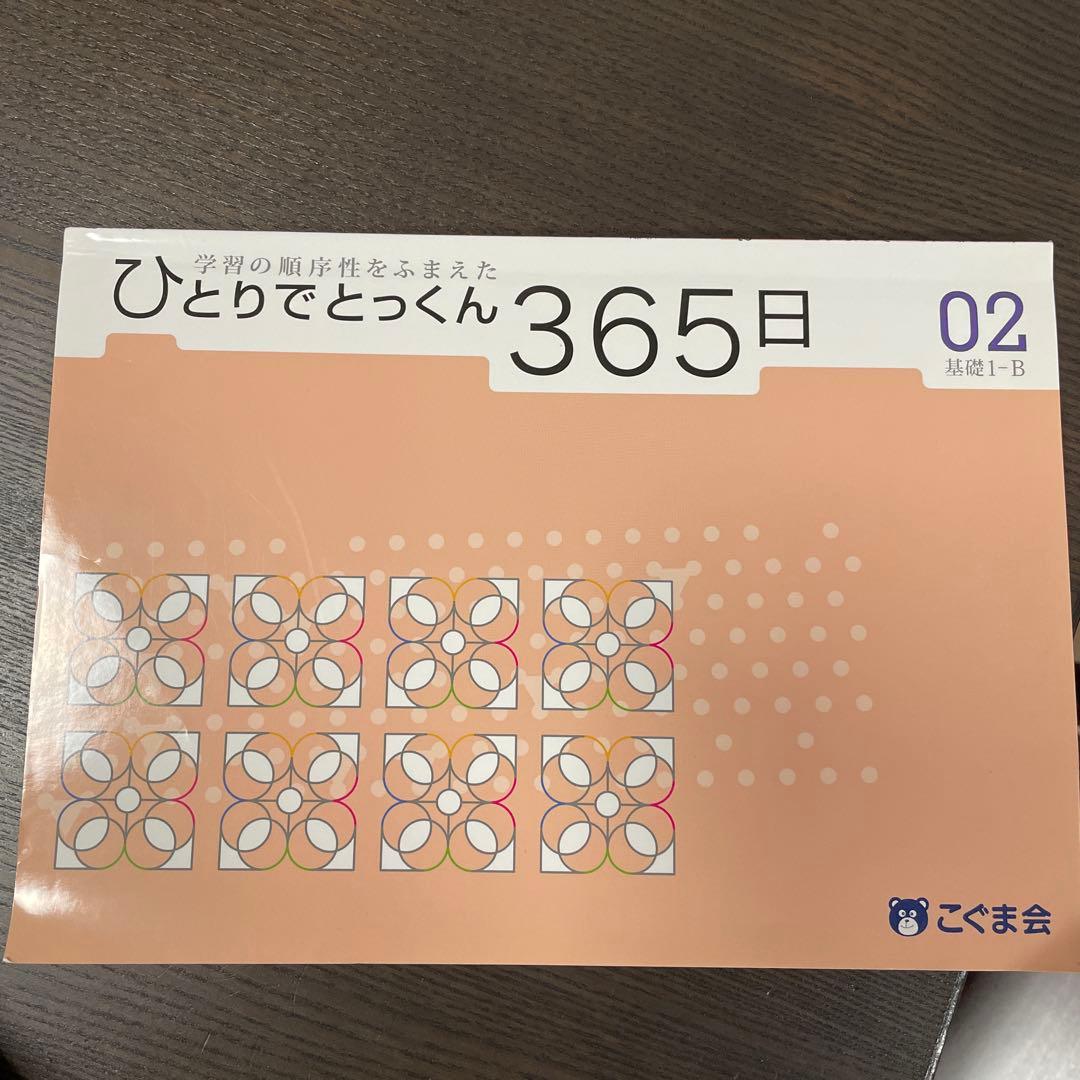 学習の順序性をふまえた
ひとりでとっくん365日
02
基礎1-B
こぐま会